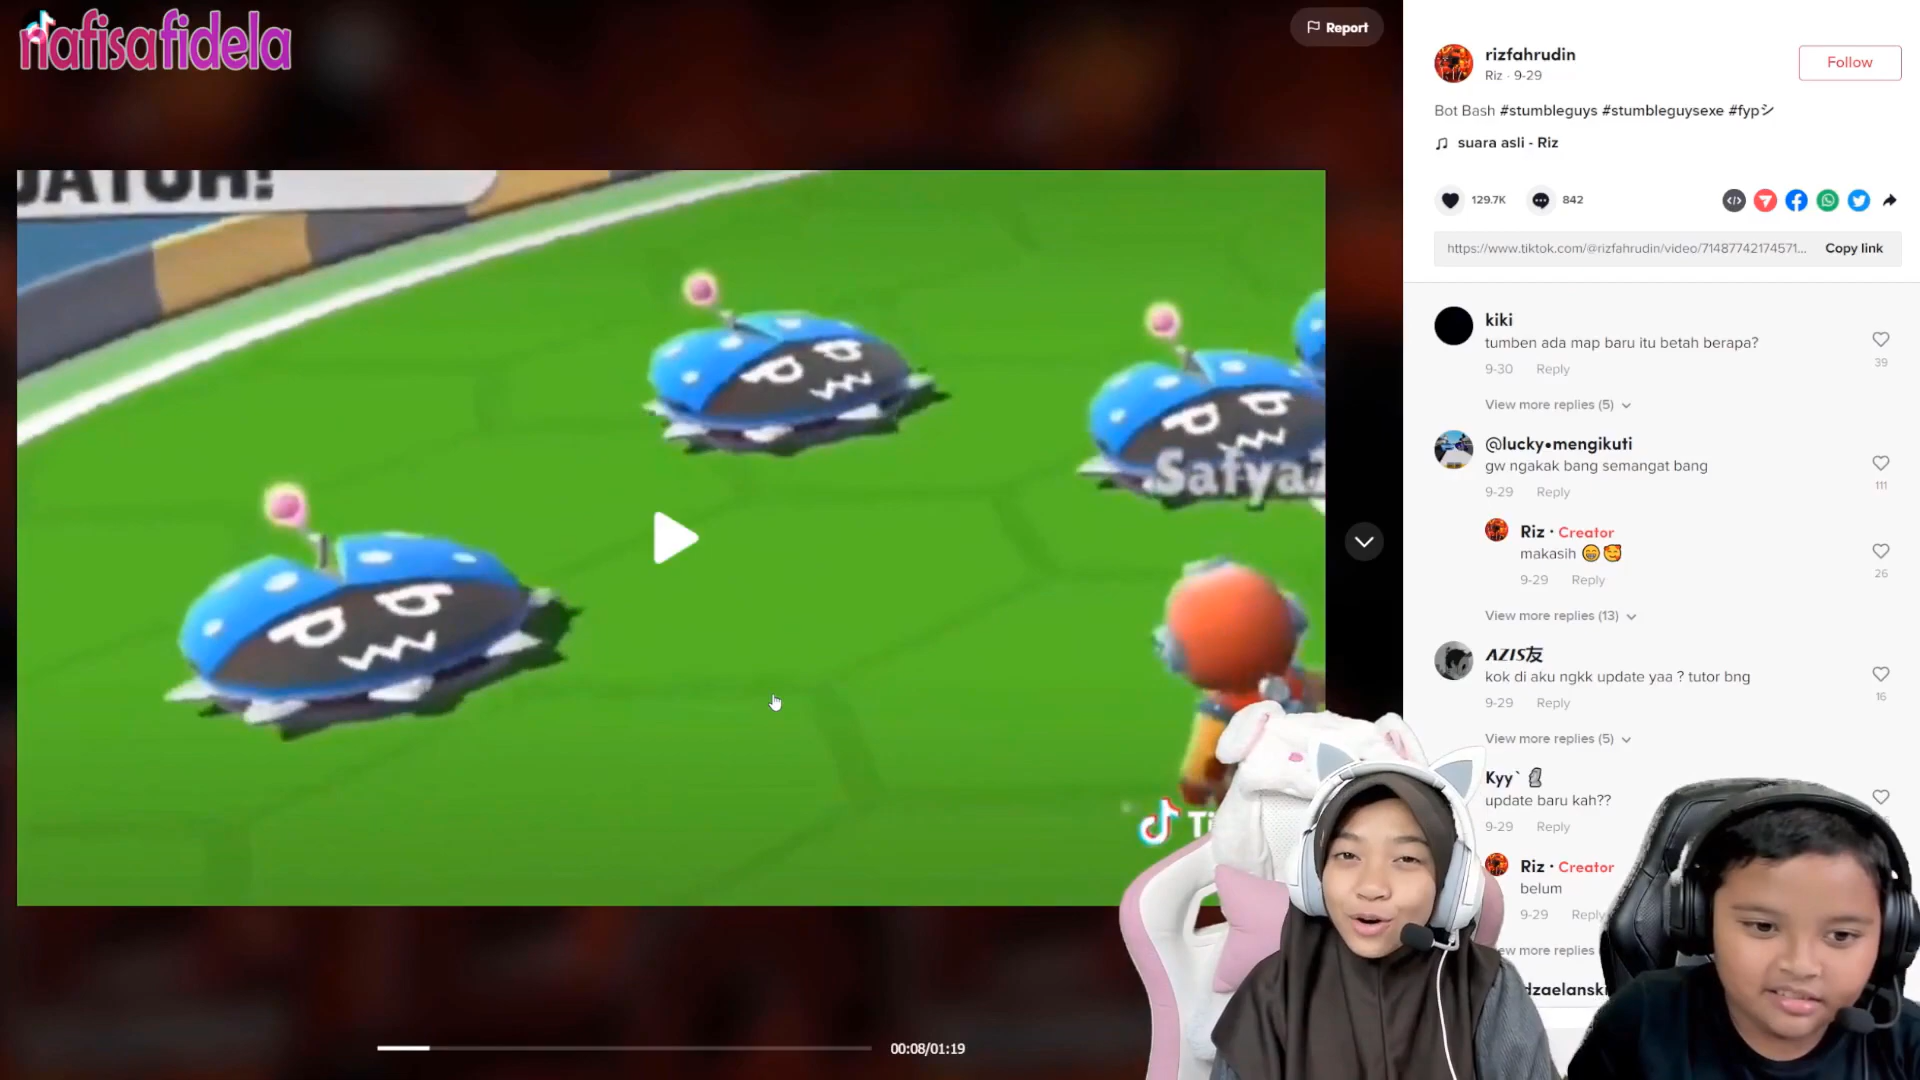 nafisafidela
Report
JATUH!
p b
p b
p b
Safya
rizfahrudin
Riz · 9-29
Follow
Bot Bash #stumbleguys #stumbleguysexe #fypシ
suara asli - Riz
129.7K
842
https://www.tiktok.com/@rizfahrudin/video/71487742174571...
Copy link
kiki
tumben ada map baru itu betah berapa?
39
9-30 Reply
View more replies (5)
@lucky•mengikuti
gw ngakak bang semangat bang
111
9-29 Reply
Riz · Creator
makasih 😁🥰
26
9-29 Reply
View more replies (13)
AZIS友
kok di aku ngkk update yaa ? tutor bng
16
9-29 Reply
View more replies (5)
Kyy` 🗿
update baru kah??
9-29 Reply
Riz · Creator
belum
9-29 Reply
more replies
dzaelanski
00:08/01:19